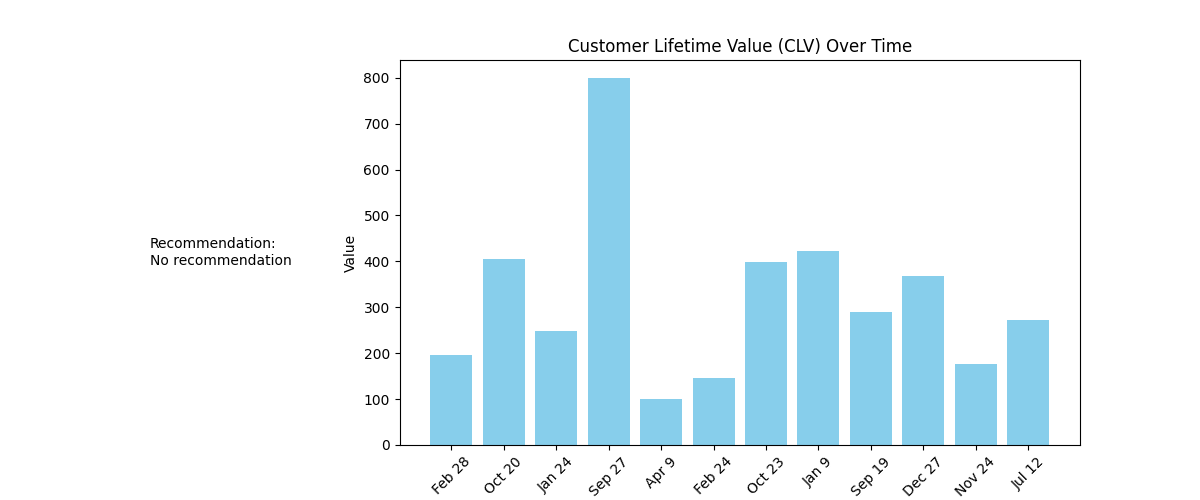 Customer Lifetime Value (CLV) Over Time
800
700
600
500
400
300
200
100
0
Value
Recommendation:
No recommendation
Feb 28
Oct 20
Jan 24
Sep 27
Apr 9
Feb 24
Oct 23
Jan 9
Sep 19
Dec 27
Nov 24
Jul 12